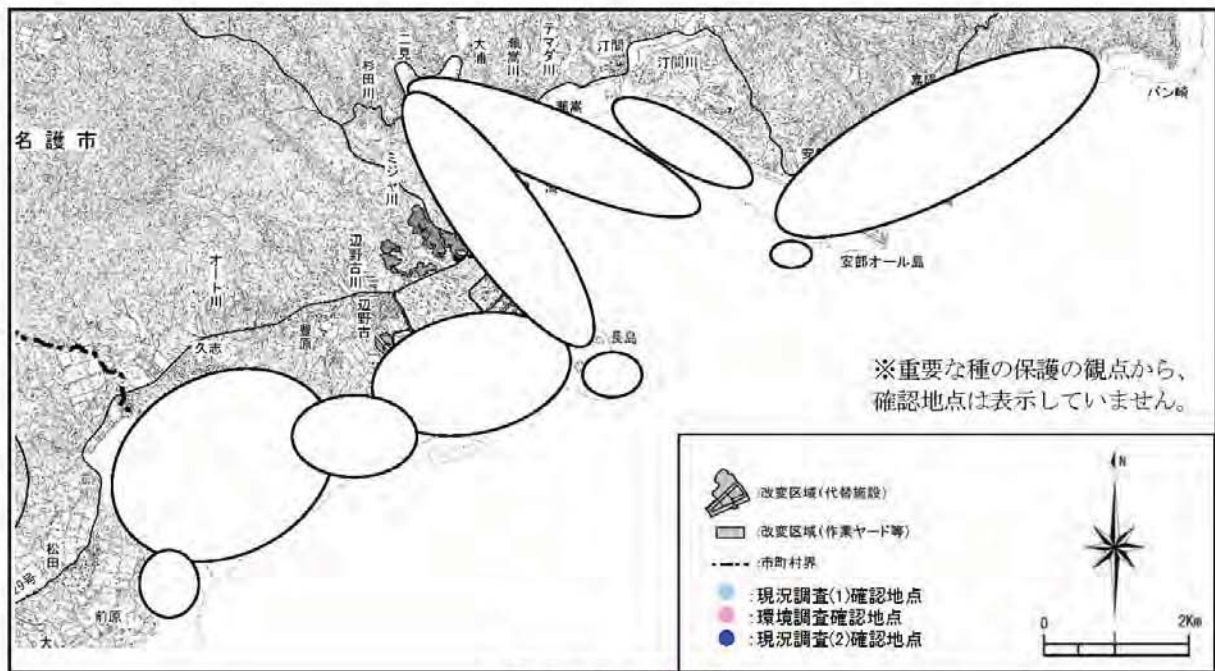 二見
大浦
瀬嵩川
テマダ川
汀間
汀間川
杉田川
瀬嵩
嘉陽
バン崎
名護市
ミジャ川
安部オール島
辺野古川
オート川
辺野古
豊原
久志
長島
※重要な種の保護の観点から、
確認地点は表示していません。
N
:改変区域(代替施設)
:改変区域(作業ヤード等)
:市町村界
:現況調査(1)確認地点
:環境調査確認地点
:現況調査(2)確認地点
0 2Km
松田
29号
前原
大